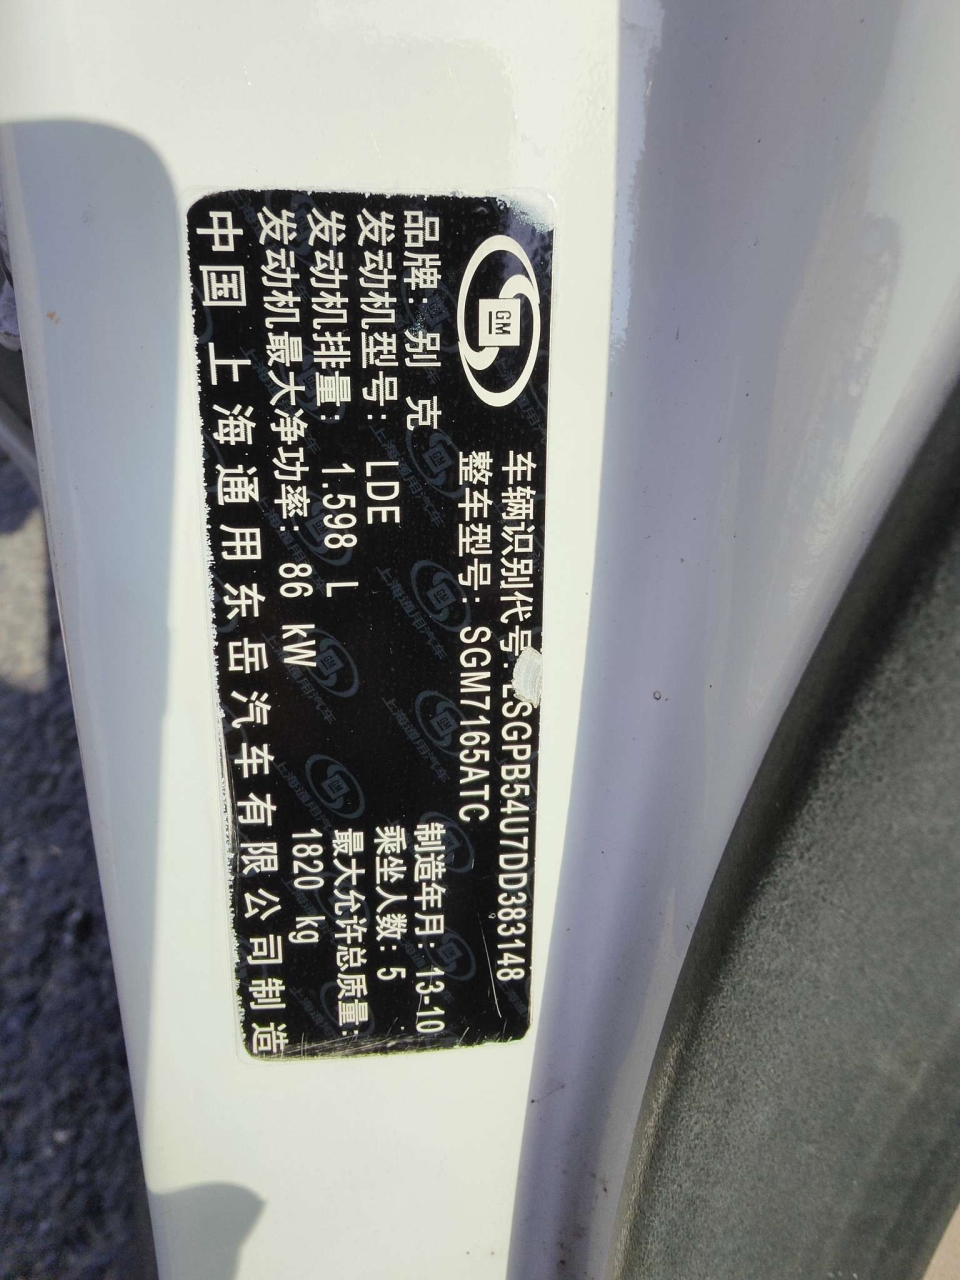 GM
车辆识别代号:LSGPB54U7DD383148
整车型号:SGM7165ATC
品牌:别克
制造年月:13-10
发动机型号:LDE
乘坐人数:5
发动机排量:1.598 L
最大允许总质量:
发动机最大净功率:86 kW
1820 kg
中国上海通用东岳汽车有限公司制造